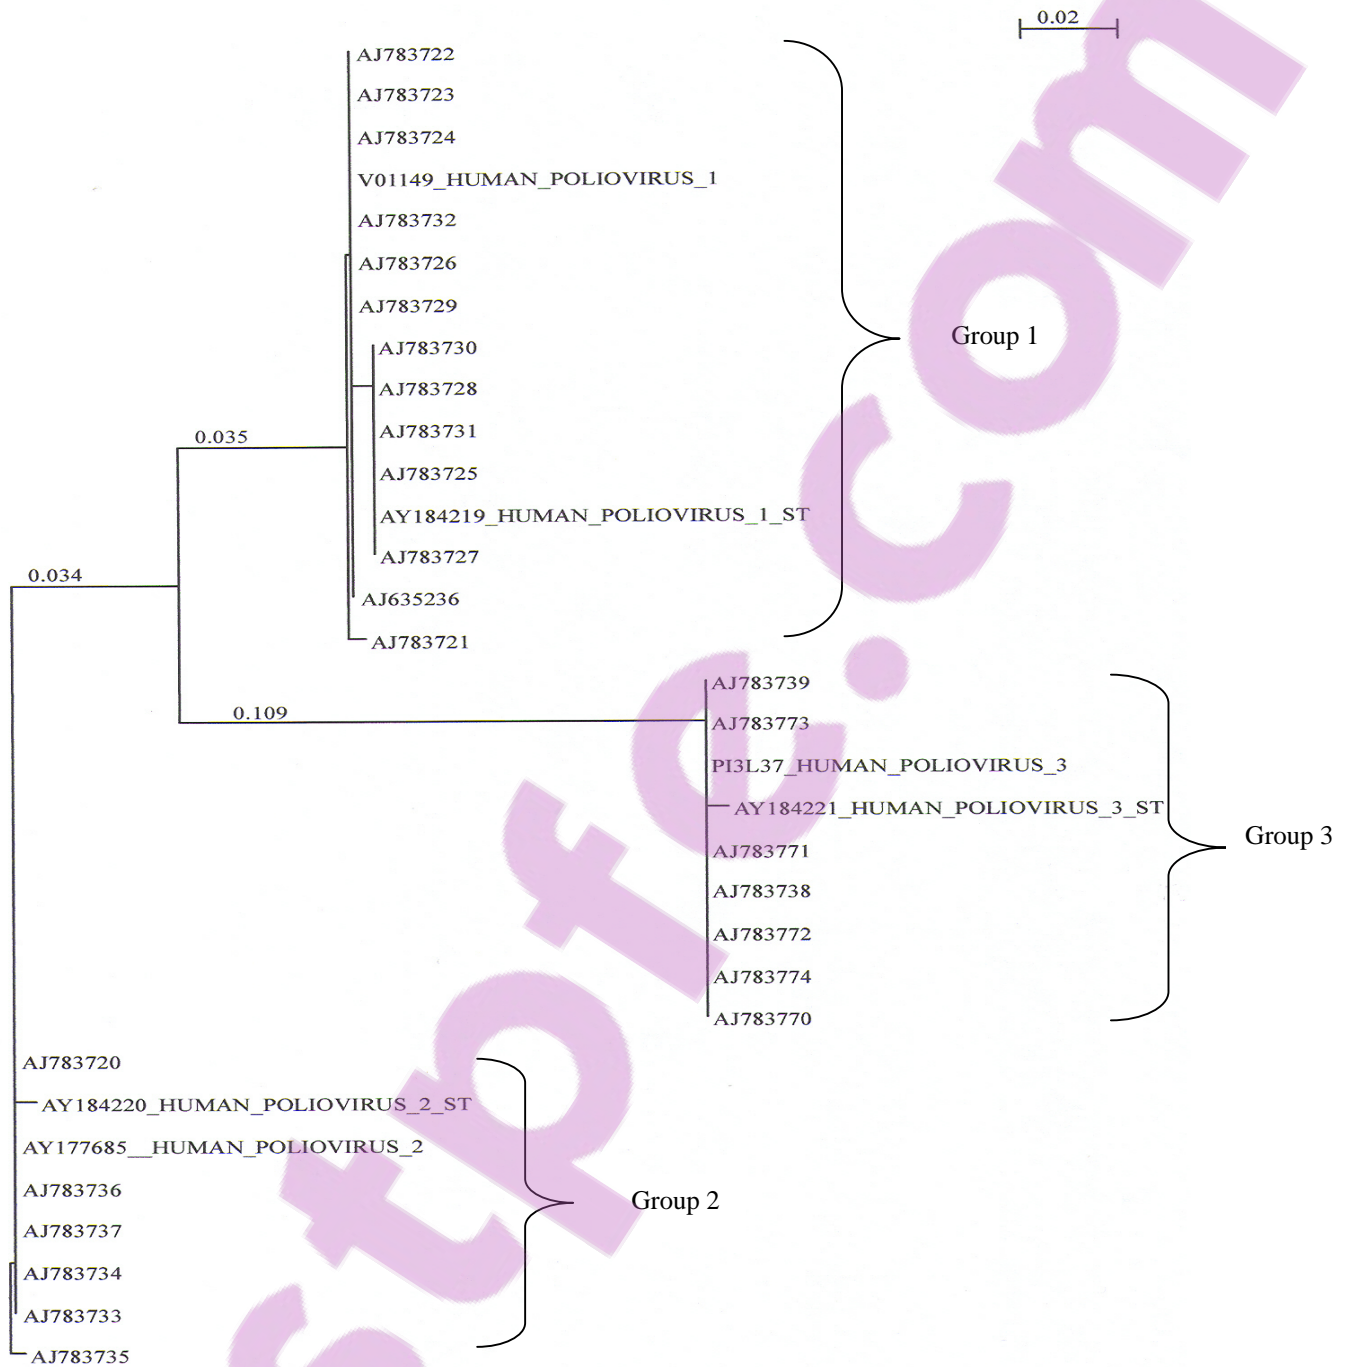 0.02
AJ783722
AJ783723
AJ783724
V01149_HUMAN_POLIOVIRUS_1
AJ783732
AJ783726
AJ783729
Group 1
AJ783730
AJ783728
AJ783731
0.035
AJ783725
AY184219_HUMAN_POLIOVIRUS_1_ST
AJ783727
0.034
AJ635236
AJ783721
AJ783739
0.109
AJ783773
PI3L37_HUMAN_POLIOVIRUS_3
AY184221_HUMAN_POLIOVIRUS_3_ST
Group 3
AJ783771
AJ783738
AJ783772
AJ783774
AJ783770
AJ783720
AY184220_HUMAN_POLIOVIRUS_2_ST
AY177685__HUMAN_POLIOVIRUS_2
AJ783736
Group 2
AJ783737
AJ783734
AJ783733
AJ783735
stpfe.com